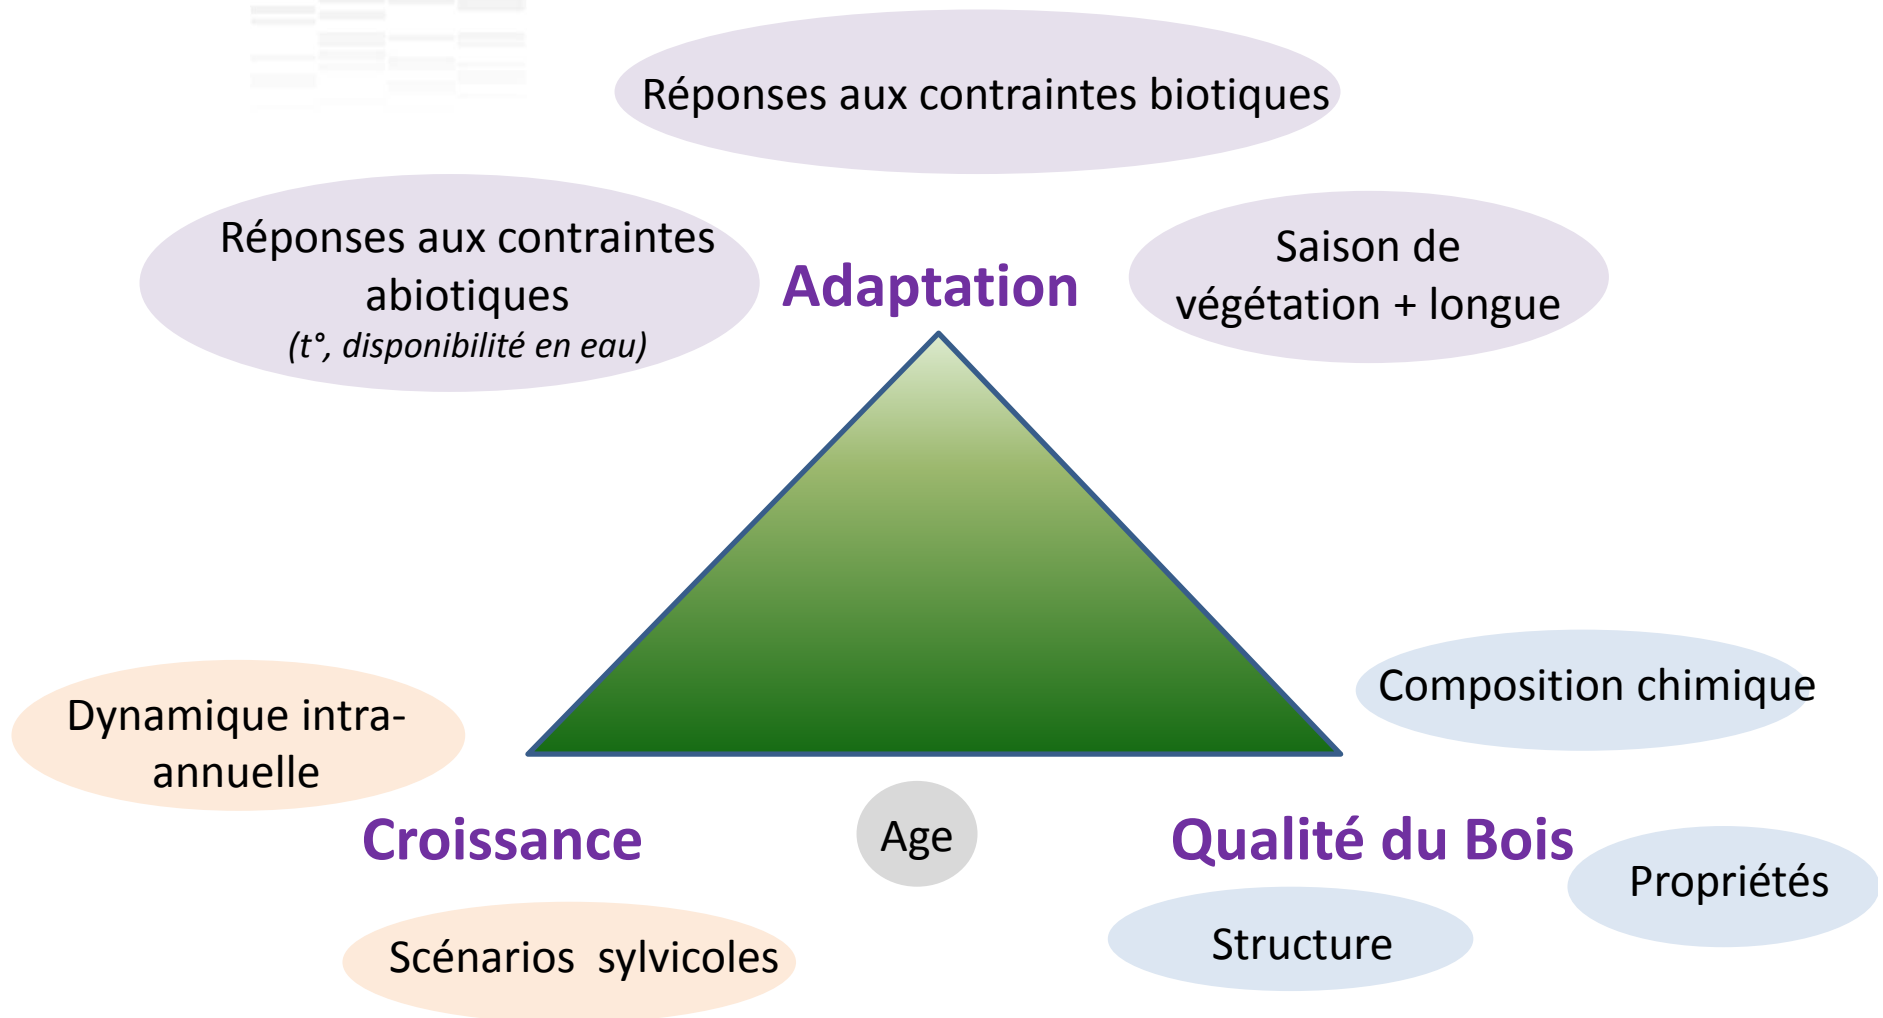 Réponses aux contraintes biotiques
Réponses aux contraintes
abiotiques
(t°, disponibilité en eau)
Adaptation
Saison de
végétation + longue
Dynamique intra-
annuelle
Composition chimique
Croissance
Age
Qualité du Bois
Propriétés
Scénarios  sylvicoles
Structure